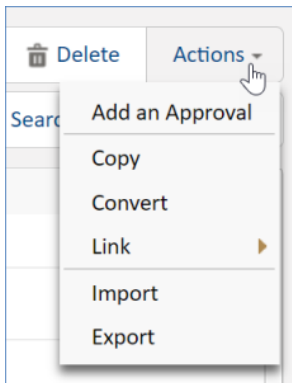 Delete
Actions
Searc
Add an Approval
Copy
Convert
Link
Import
Export